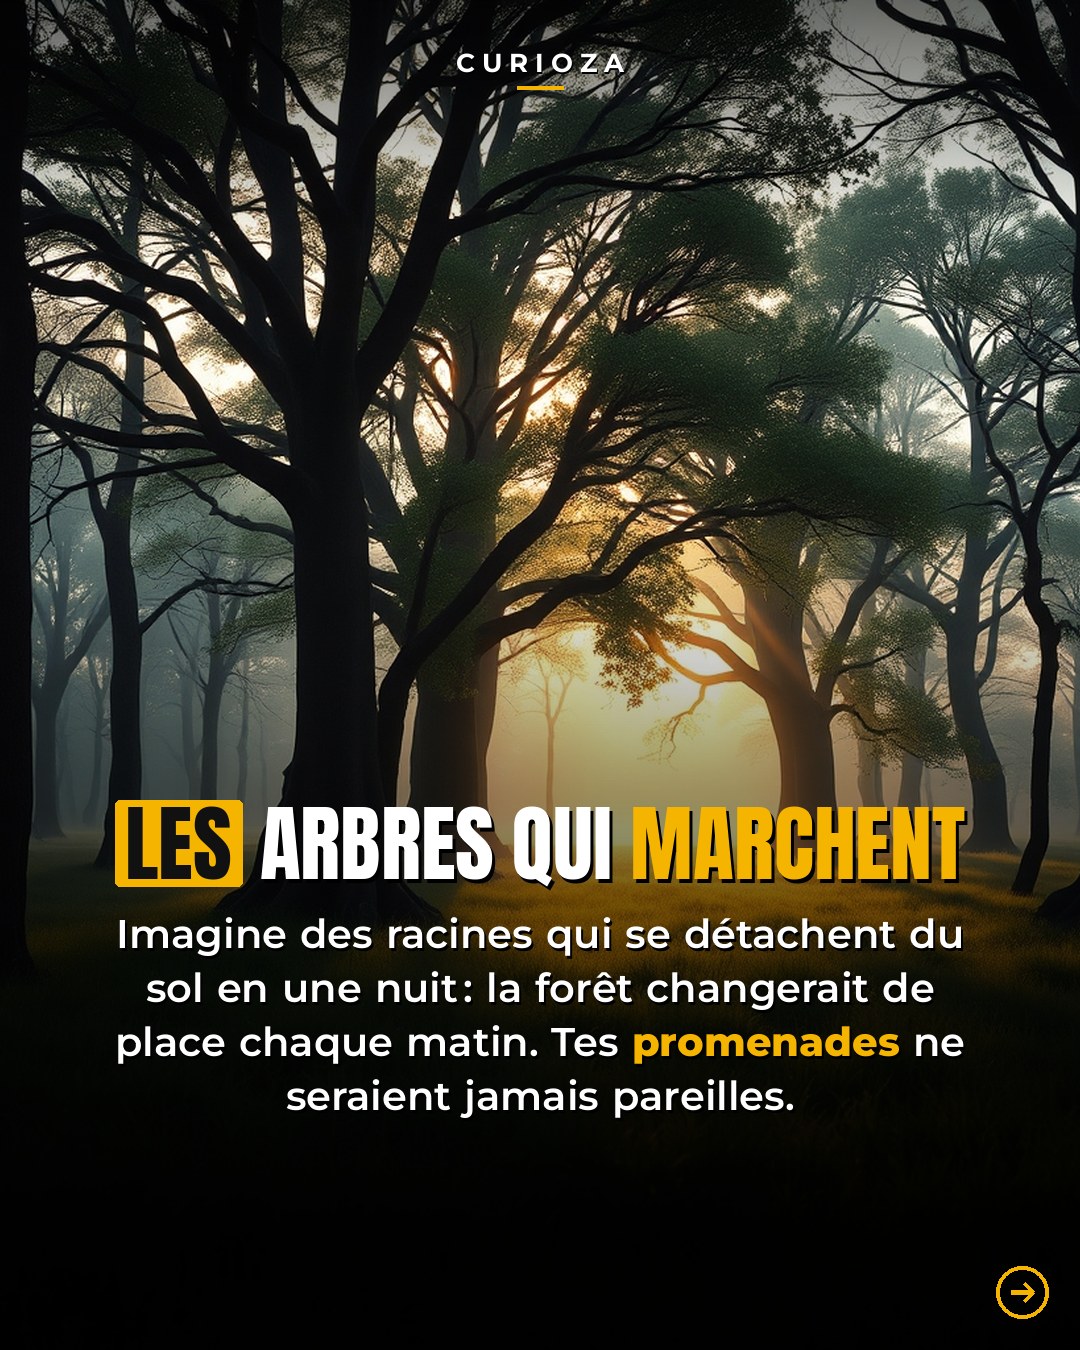 CURIOZA
LES ARBRES QUI MARCHENT
Imagine des racines qui se détachent du
sol en une nuit : la forêt changerait de
place chaque matin. Tes promenades ne
seraient jamais pareilles.